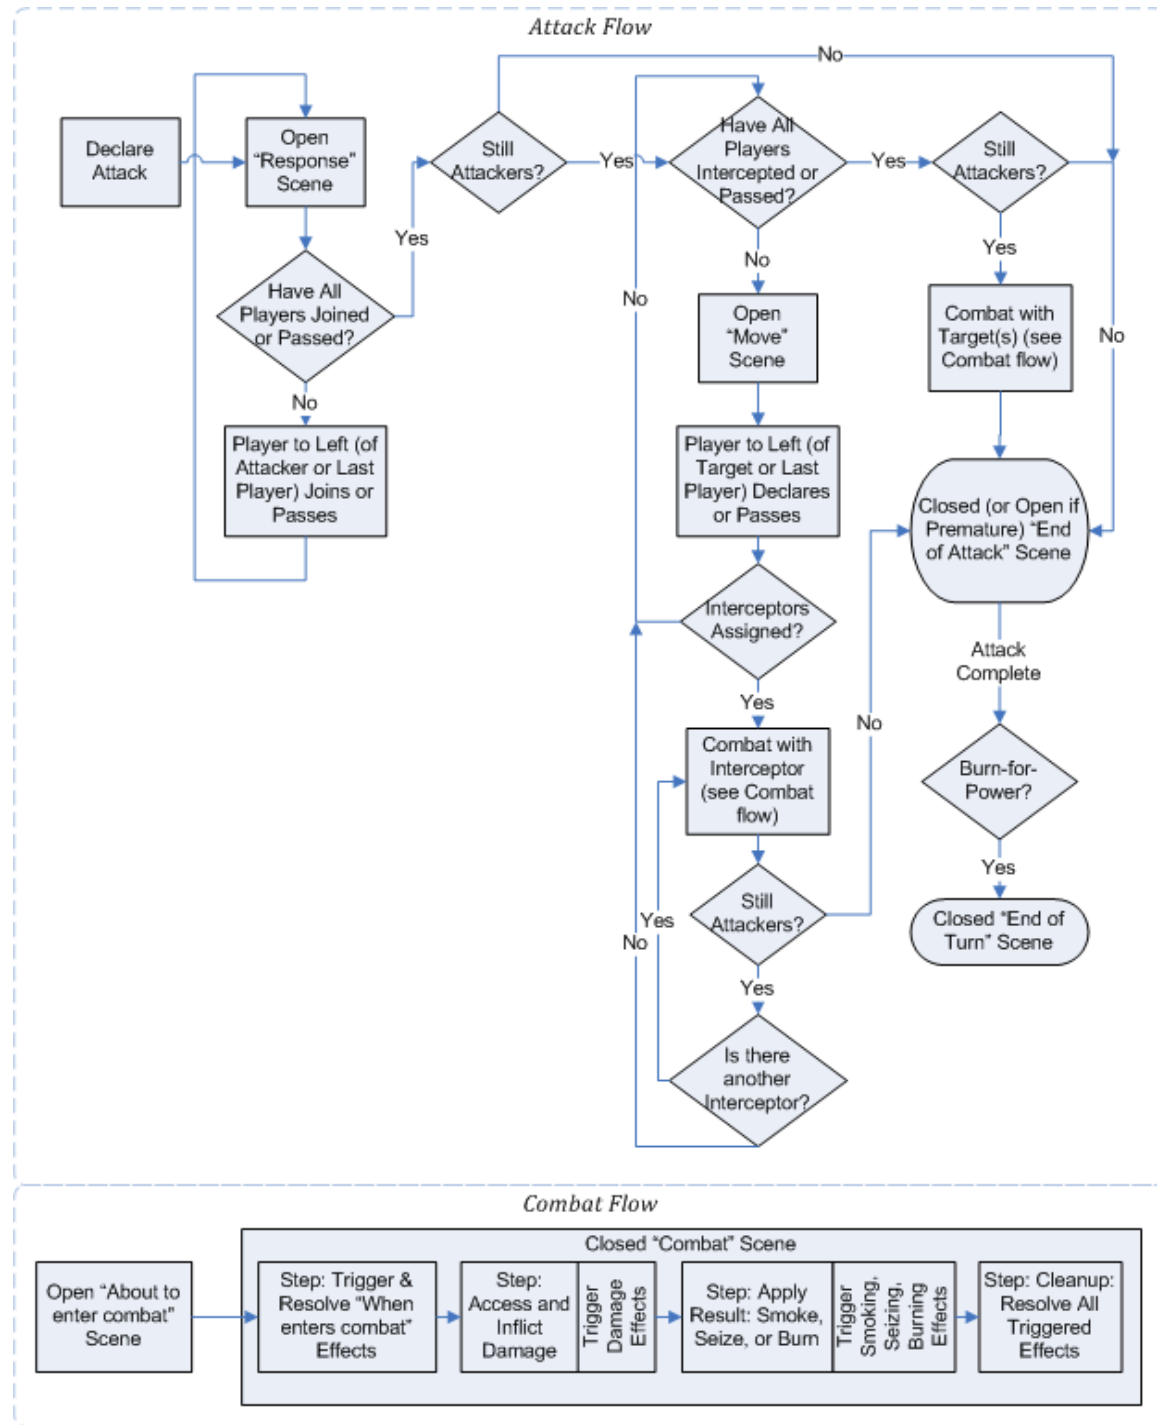 Attack Flow
No
Declare
Attack
Open
“Response”
Scene
Still
Attackers?
Yes
Have All
Players
Intercepted or
Passed?
Yes
Still
Attackers?
Yes
No
Yes
Have All
Players Joined
or Passed?
No
Open
“Move”
Scene
Combat with
Target(s) (see
Combat flow)
No
No
Player to Left (of
Attacker or Last
Player) Joins or
Passes
Player to Left (of
Target or Last
Player) Declares
or Passes
Closed (or Open if
Premature) “End
of Attack” Scene
Interceptors
Assigned?
Attack
Complete
Yes
No
Combat with
Interceptor
(see Combat
flow)
Burn-for-
Power?
Yes
Still
Attackers?
Yes
No
Closed “End of
Turn” Scene
Yes
Is there
another
Interceptor?
Combat Flow
Closed “Combat” Scene
Open “About to
enter combat”
Scene
Step: Trigger &
Resolve “When
enters combat”
Effects
Step:
Access and
Inflict
Damage
Trigger
Damage
Effects
Step: Apply
Result: Smoke,
Seize, or Burn
Trigger
Smoking,
Seizing,
Burning
Effects
Step: Cleanup:
Resolve All
Triggered
Effects